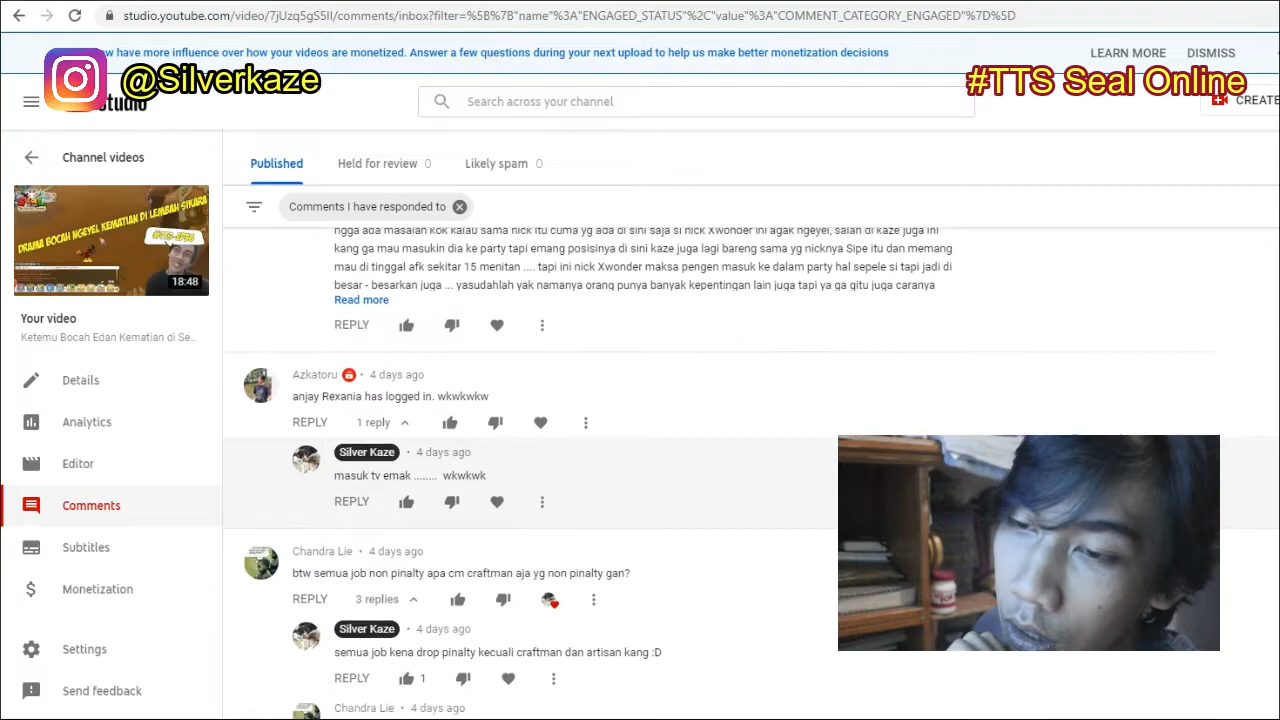 studio.youtube.com/video/7jUzq5gS5lI/comments/inbox?filter=%5B%7B"name"%3A"ENGAGED_STATUS"%2C"value"%3A"COMMENT_CATEGORY_ENGAGED"%7D%5D
have more influence over how your videos are monetized. Answer a few questions during your next upload to help us make better monetization decisions
LEARN MORE
DISMISS
@Silverkaze
#TTS Seal Online
Studio
Search across your channel
CREATE
Channel videos
Published
Held for review 0
Likely spam 0
Comments I have responded to
DRAMA BOCAH NGEYEL KEMATIAN DI LEMBAH SIKARA
18:48
Your video
Ketemu Bocah Edan Kematian di Se...
Details
Analytics
Editor
Comments
Subtitles
Monetization
Settings
Send feedback
ngga ada masalah kok kalau sama nick itu cuma yg ada di sini saja si nick Xwonder ini agak ngeyel, salah di kaze juga ini
kang ga mau masukin dia ke party tapi emang posisinya di sini kaze juga lagi bareng sama yg nicknya Sipe itu dan memang
mau di tinggal afk sekitar 15 menitan .... tapi ini nick Xwonder maksa pengen masuk ke dalam party hal sepele si tapi jadi di
besar - besarkan juga ... yasudahlah yak namanya orang punya banyak kepentingan lain juga tapi ya ga gitu juga caranya
Read more
REPLY
Azkatoru • 4 days ago
anjay Rexania has logged in. wkwkwkw
REPLY 1 reply
Silver Kaze • 4 days ago
masuk tv emak ........ wkwkwk
REPLY
Chandra Lie • 4 days ago
btw semua job non pinalty apa cm craftman aja yg non pinalty gan?
REPLY 3 replies
Silver Kaze • 4 days ago
semua job kena drop pinalty kecuali craftman dan artisan kang :D
REPLY 1
Chandra Lie • 4 days ago